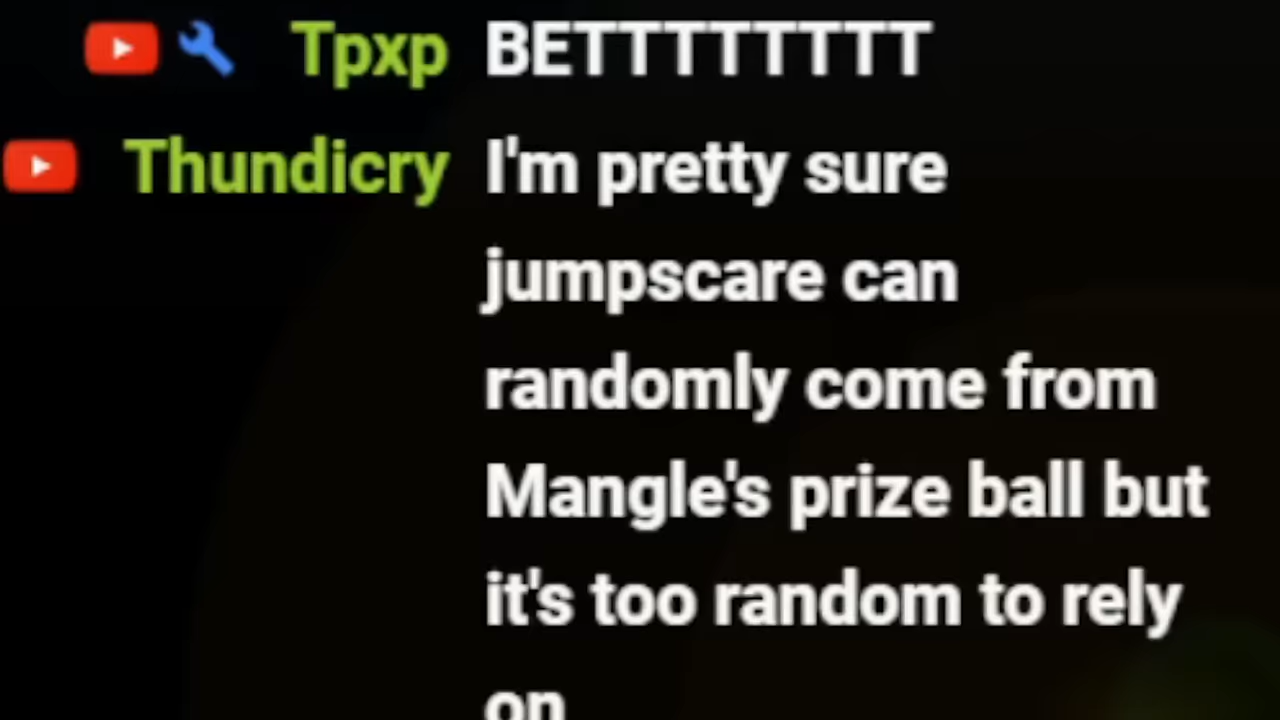 Tpxp BETTTTTTTT
Thundicry I'm pretty sure
jumpscare can
randomly come from
Mangle's prize ball but
it's too random to rely
on